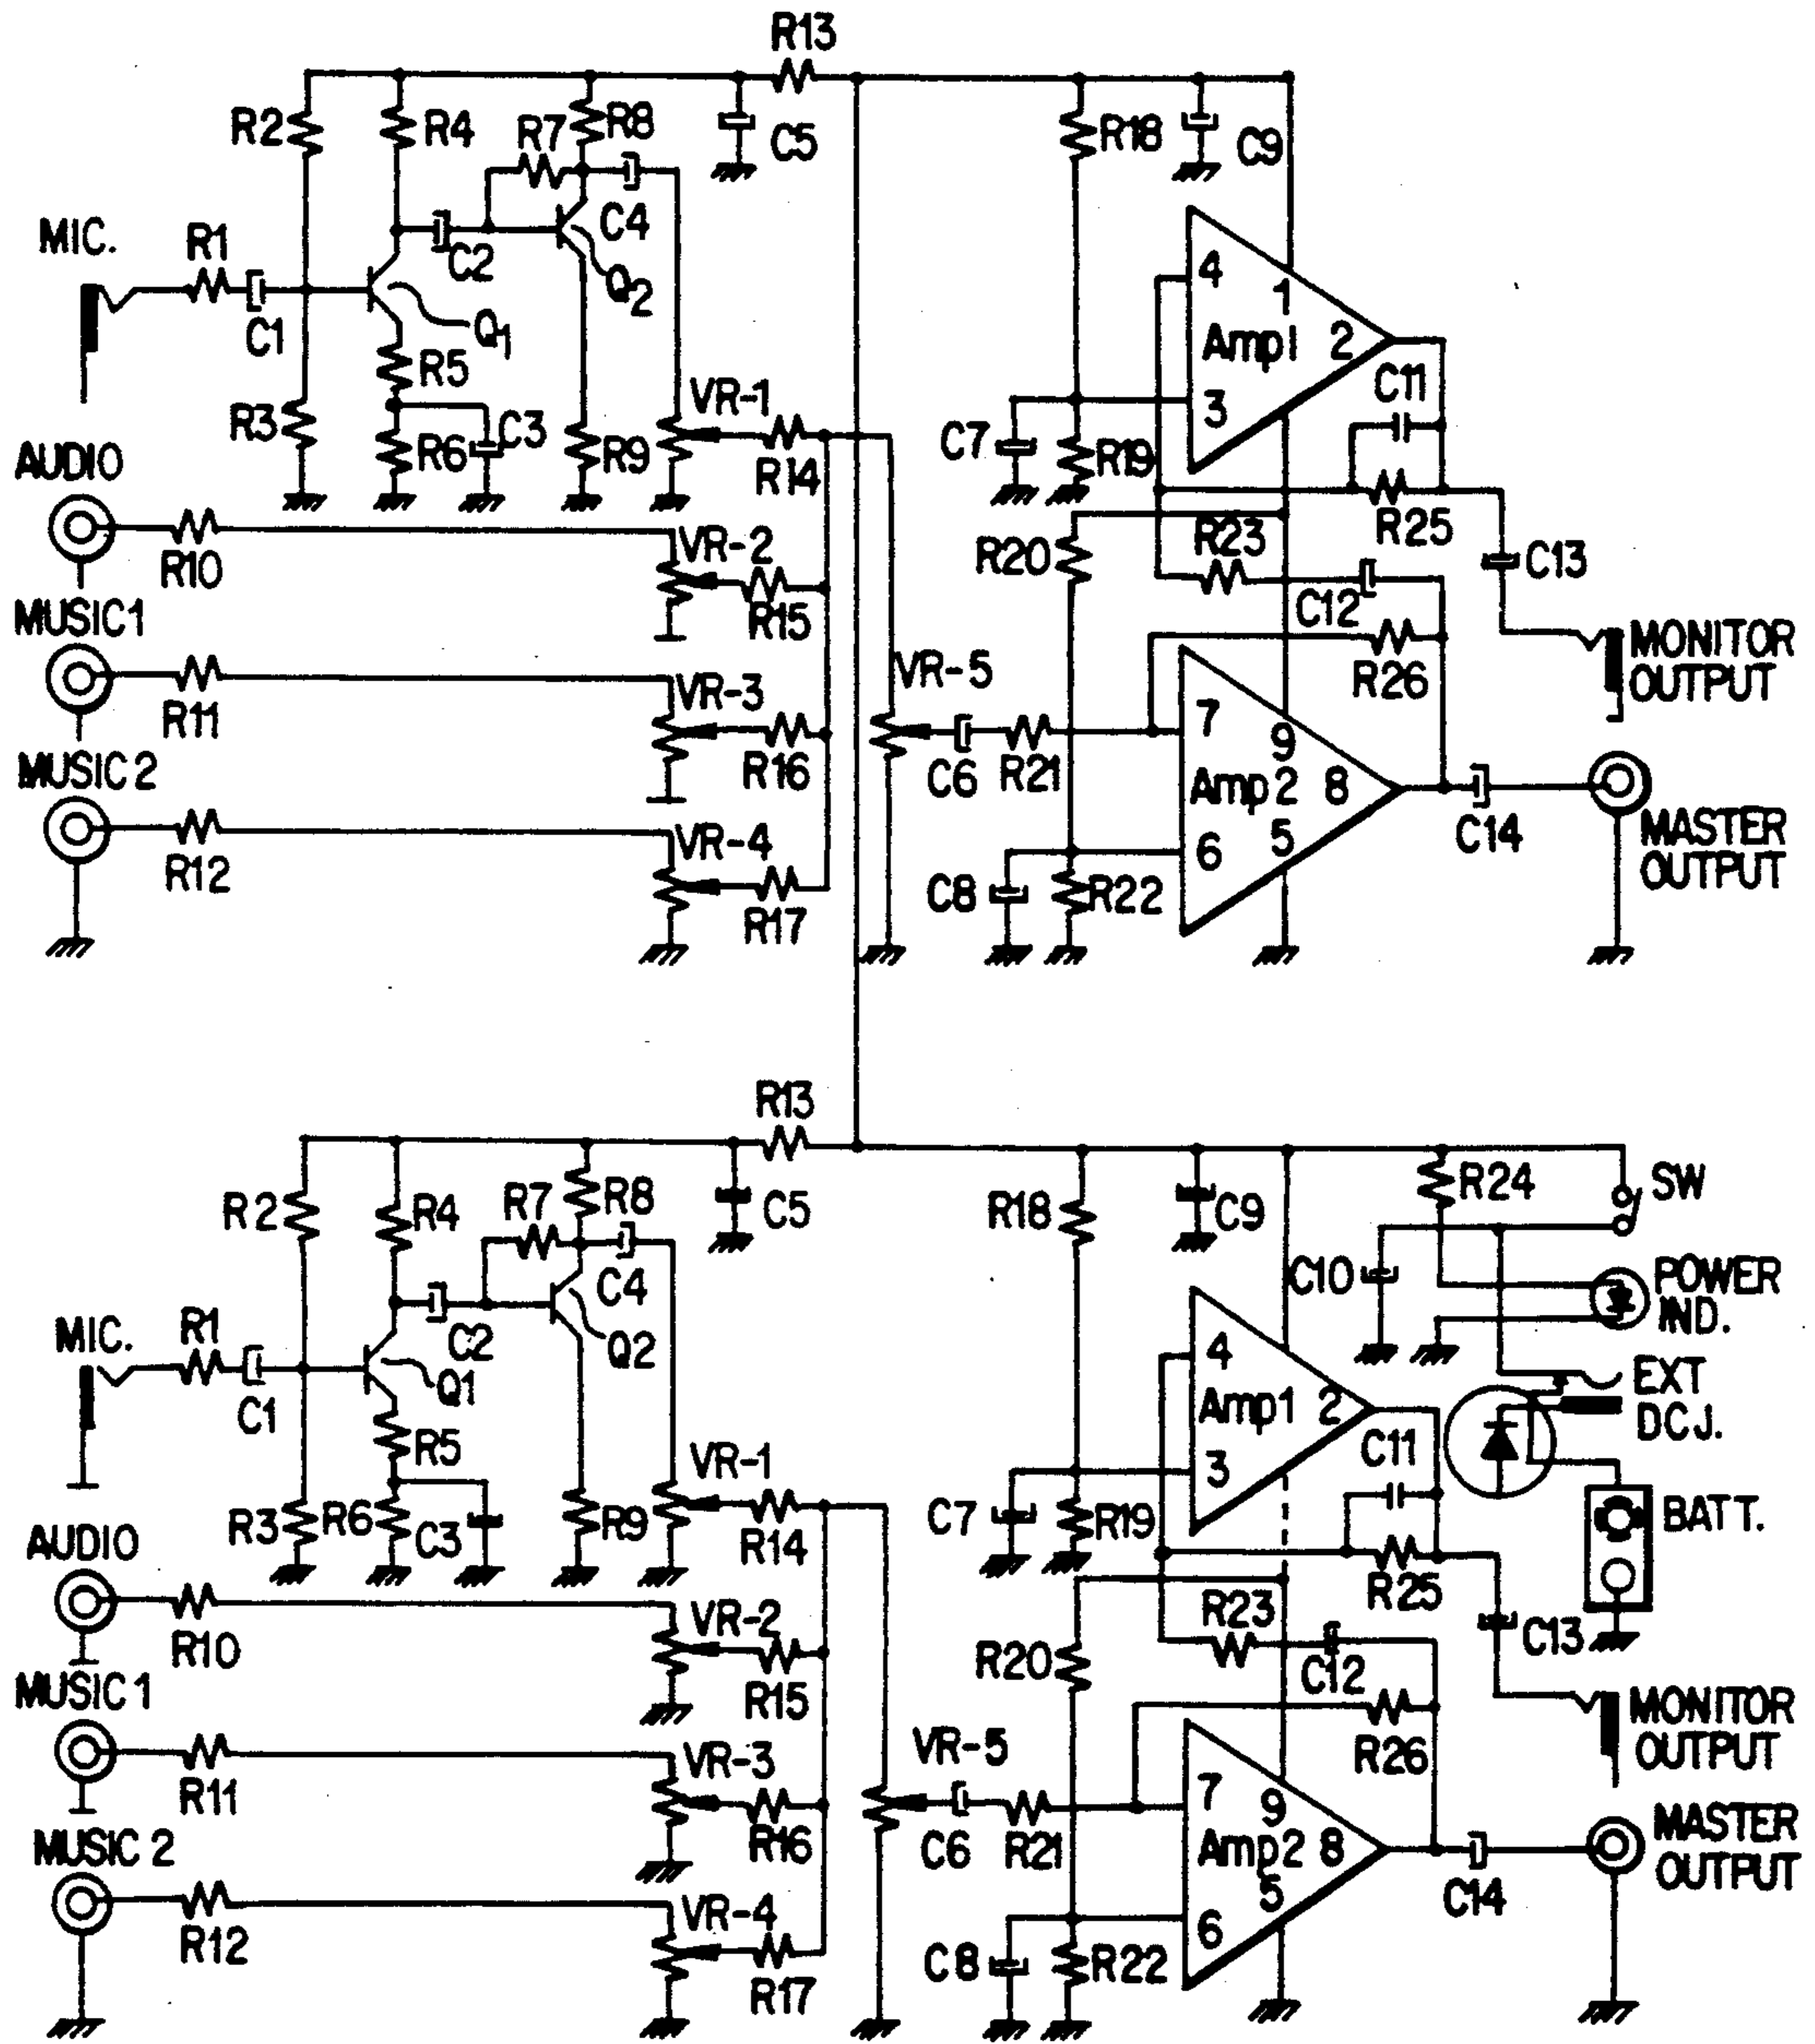 R13
R2
R4
R7
R8
C5
R18
C9
MIC.
R1
C1
C2
C4
Q1
Q2
R5
R3
R6
C3
R9
VR-1
R14
4
1
Amp1
2
3
C11
C7
R19
R25
AUDIO
R10
VR-2
R15
R20
R23
C12
C13
MUSIC1
R11
VR-3
R16
VR-5
C6
R21
R26
MONITOR
OUTPUT
7
9
Amp2
8
5
6
MUSIC 2
R12
VR-4
R17
C8
R22
C14
MASTER
OUTPUT
R13
R2
R4
R7
R8
C5
R18
C9
R24
SW
C10
POWER
IND.
MIC.
R1
C1
C2
C4
Q1
Q2
R5
EXT
DCJ.
4
Amp1
2
3
C11
R3
R6
C3
R9
VR-1
R14
C7
R19
R25
BATT.
AUDIO
R10
VR-2
R15
R20
R23
C12
C13
MUSIC 1
R11
VR-3
R16
VR-5
C6
R21
R26
MONITOR
OUTPUT
7
9
Amp2
8
5
6
MUSIC 2
R12
VR-4
R17
C8
R22
C14
MASTER
OUTPUT